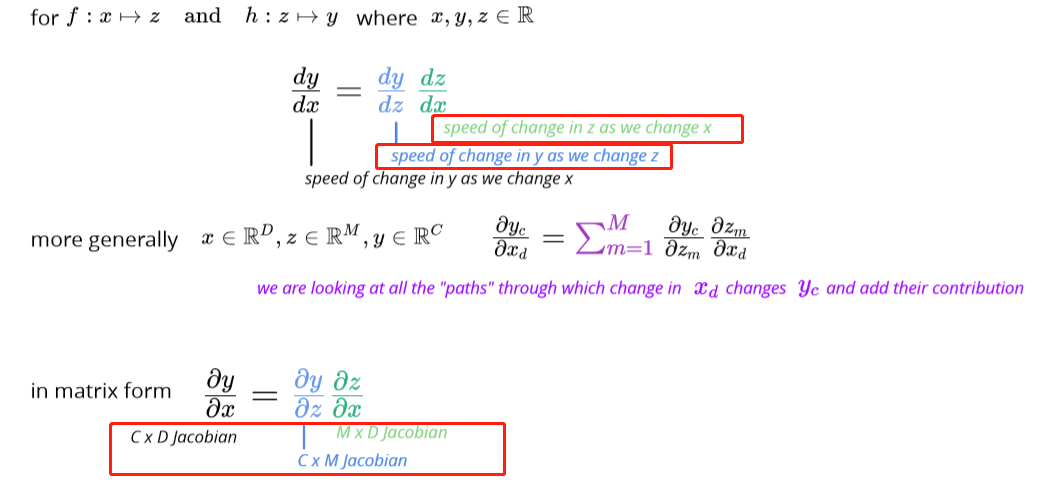 for f : x ↦ z and h : z ↦ y where x, y, z ∈ ℝ
dy/dx = dy/dz dz/dx
speed of change in z as we change x
speed of change in y as we change z
speed of change in y as we change x
more generally x ∈ ℝ^D, z ∈ ℝ^M, y ∈ ℝ^C ∂y_c/∂x_d = ∑_{m=1}^M ∂y_c/∂z_m ∂z_m/∂x_d
we are looking at all the "paths" through which change in x_d changes y_c and add their contribution
in matrix form ∂y/∂x = ∂y/∂z ∂z/∂x
C x D Jacobian M x D Jacobian
C x M Jacobian